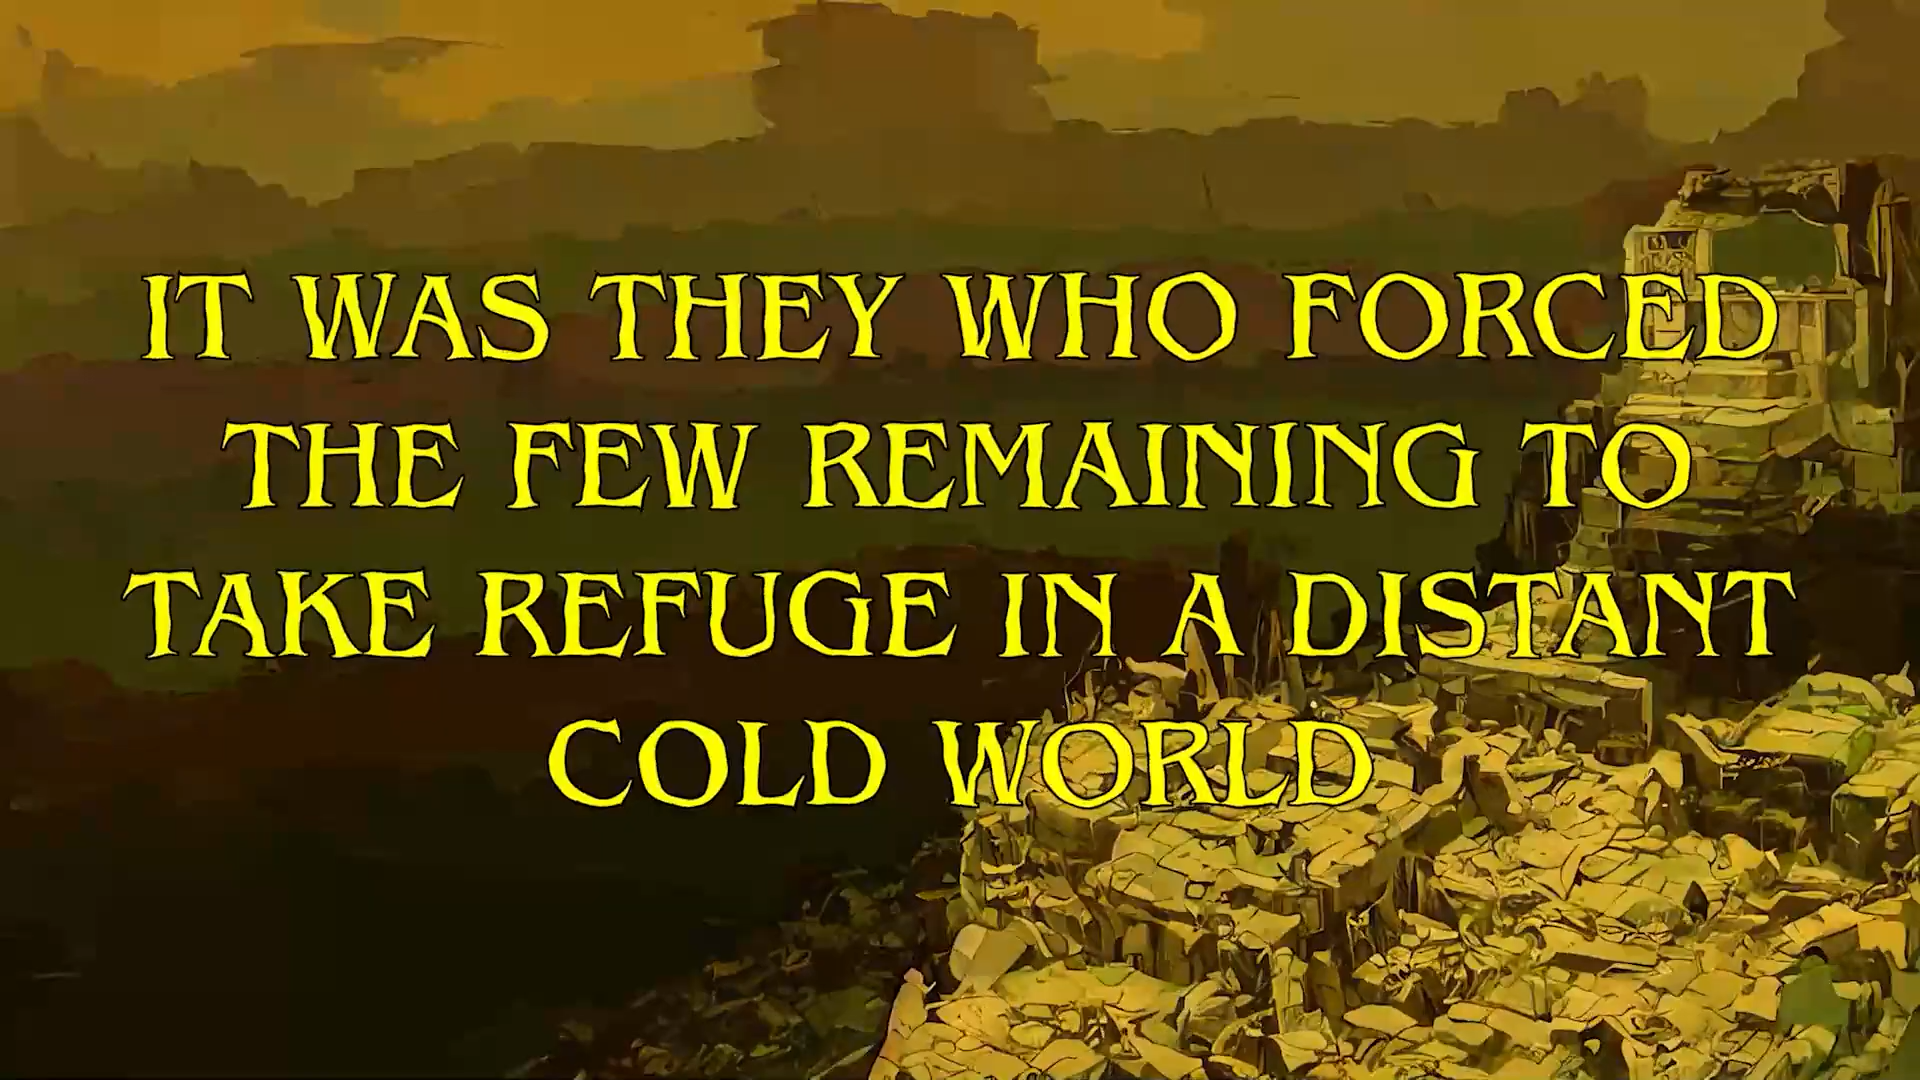 IT WAS THEY WHO FORCED
THE FEW REMAINING TO
TAKE REFUGE IN A DISTANT
COLD WORLD